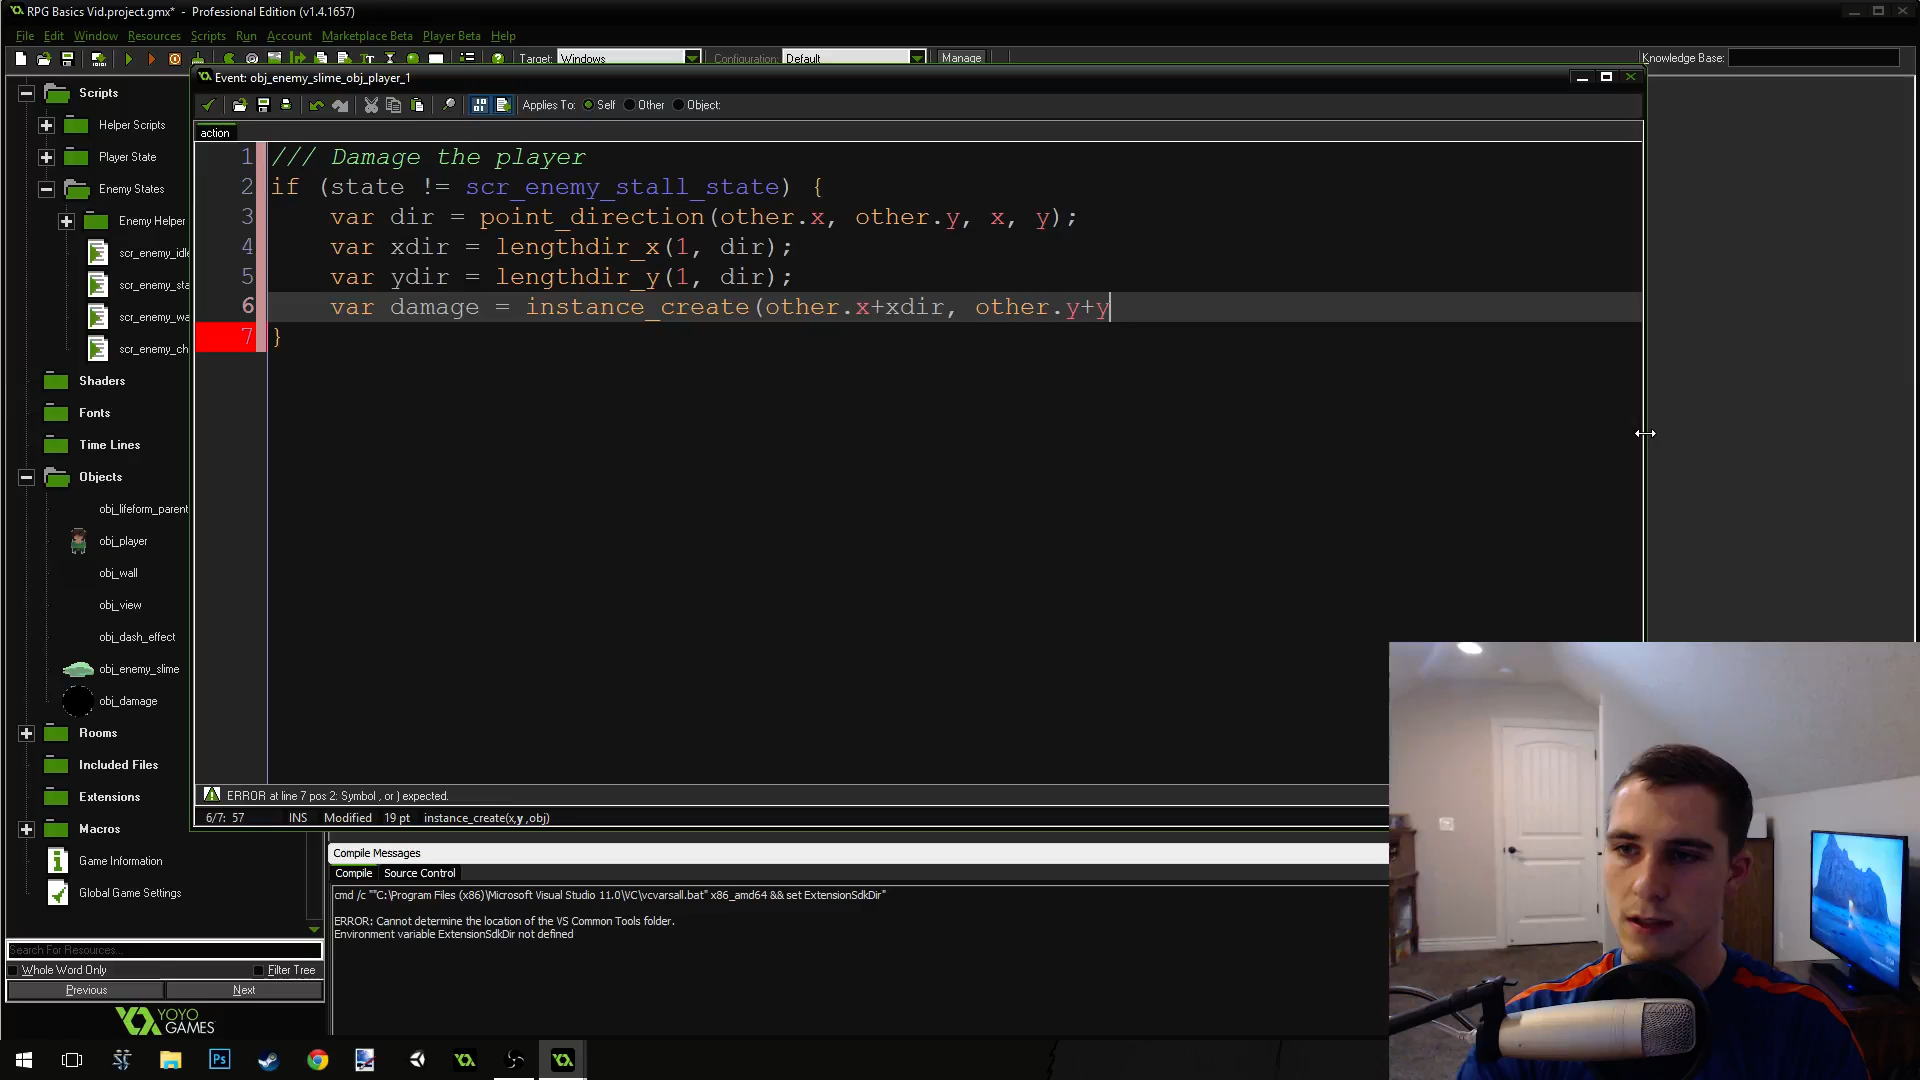 RPG Basics Vid.project.gmx* - Professional Edition (v1.4.1657)
File Edit Window Resources Scripts Run Account Marketplace Beta Player Beta Help
Target: Windows Configuration: Default Manage Knowledge Base:
Event: obj_enemy_slime_obj_player_1
Applies To: Self Other Object:
action
1 /// Damage the player
2 if (state != scr_enemy_stall_state) {
3 var dir = point_direction(other.x, other.y, x, y);
4 var xdir = lengthdir_x(1, dir);
5 var ydir = lengthdir_y(1, dir);
6 var damage = instance_create(other.x+xdir, other.y+y
7 }
ERROR at line 7 pos 2: Symbol , or ) expected.
6/7: 57 INS Modified 19 pt instance_create(x,y ,obj)
Scripts
Helper Scripts
Player State
Enemy States
Enemy Helper
scr_enemy_idle
scr_enemy_sta
scr_enemy_wa
scr_enemy_ch
Shaders
Fonts
Time Lines
Objects
obj_lifeform_parent
obj_player
obj_wall
obj_view
obj_dash_effect
obj_enemy_slime
obj_damage
Rooms
Included Files
Extensions
Macros
Game Information
Global Game Settings
Search For Resources...
Whole Word Only Filter Tree
Previous Next
YOYO
GAMES
Compile Messages
Compile Source Control
cmd /c ""C:\Program Files (x86)\Microsoft Visual Studio 11.0\VC\vcvarsall.bat" x86_amd64 && set ExtensionSdkDir"
ERROR: Cannot determine the location of the VS Common Tools folder.
Environment variable ExtensionSdkDir not defined
Ps